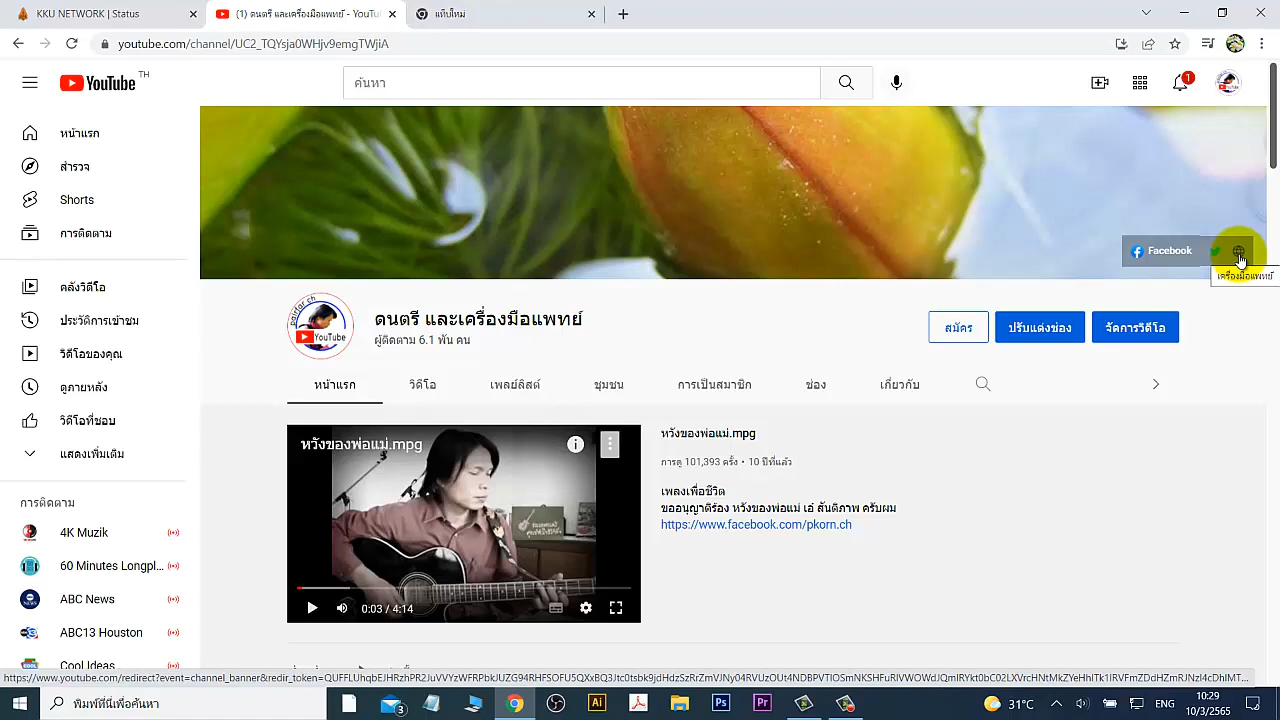 KKU NETWORK | Status
(1) ดนตรี และเครื่องมือแพทย์ - YouTu
แท็บใหม่
youtube.com/channel/UC2_TQYsja0WHjv9emgTWjiA
YouTube TH
ค้นหา
1
หน้าแรก
สำรวจ
Shorts
การติดตาม
คลังวิดีโอ
ประวัติการเข้าชม
วิดีโอของคุณ
ดูภายหลัง
วิดีโอที่ชอบ
แสดงเพิ่มเติม
การติดตาม
4K Muzik
60 Minutes Longpl...
ABC News
ABC13 Houston
Cool Ideas
Facebook
เครื่องมือแพทย์
pairfar.ch
YouTube
ดนตรี และเครื่องมือแพทย์
ผู้ติดตาม 6.1 พัน คน
สมัคร
ปรับแต่งช่อง
จัดการวิดีโอ
หน้าแรก
วิดีโอ
เพลย์ลิสต์
ชุมชน
การเป็นสมาชิก
ช่อง
เกี่ยวกับ
หวังของพ่อแม่.mpg
0:03 / 4:14
หวังของพ่อแม่.mpg
การดู 101,393 ครั้ง • 10 ปีที่แล้ว
เพลงเพื่อชีวิต
ขออนุญาติร้อง หวังของพ่อแม่ เอ๋ สันติภาพ ครับผม
https://www.facebook.com/pkorn.ch
พิมพ์ที่นี่เพื่อค้นหา
3
31°C
ENG
10:29
10/3/2565